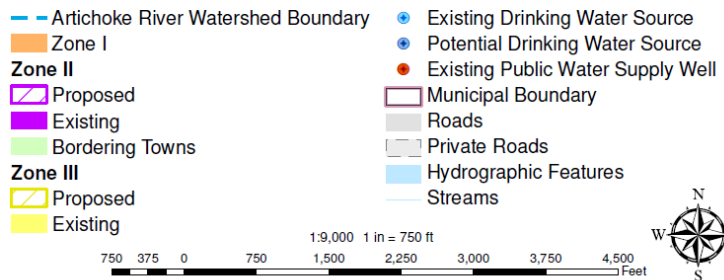 Artichoke River Watershed Boundary
Zone I
Zone II
Proposed
Existing
Bordering Towns
Zone III
Proposed
Existing
Existing Drinking Water Source
Potential Drinking Water Source
Existing Public Water Supply Well
Municipal Boundary
Roads
Private Roads
Hydrographic Features
Streams
1:9,000 1 in = 750 ft
750 375 0 750 1,500 2,250 3,000 3,750 4,500
Feet
N
W E
S